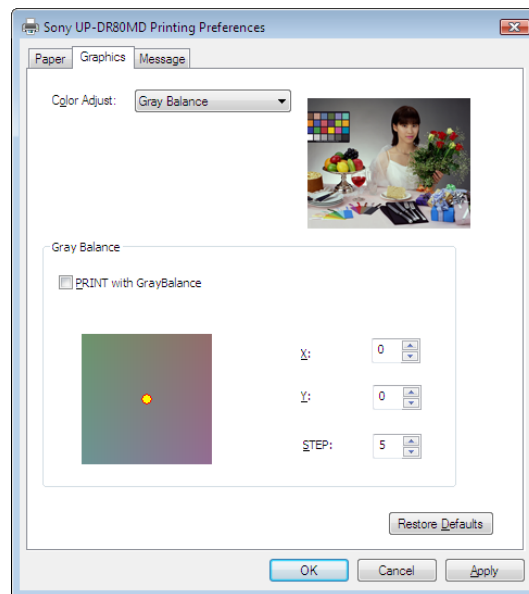 Sony UP-DR80MD Printing Preferences
Paper Graphics Message
Color Adjust: Gray Balance
Gray Balance
PRINT with GrayBalance
X: 0
Y: 0
STEP: 5
Restore Defaults
OK Cancel Apply